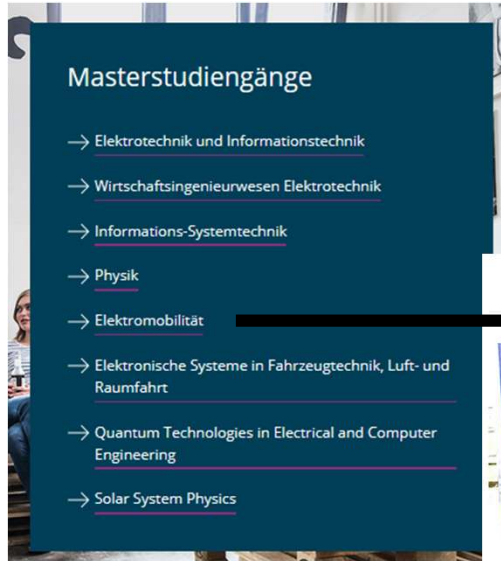 Masterstudiengänge
Elektrotechnik und Informationstechnik
Wirtschaftsingenieurwesen Elektrotechnik
Informations-Systemtechnik
Physik
Elektromobilität
Elektronische Systeme in Fahrzeugtechnik, Luft- und
Raumfahrt
Quantum Technologies in Electrical and Computer
Engineering
Solar System Physics